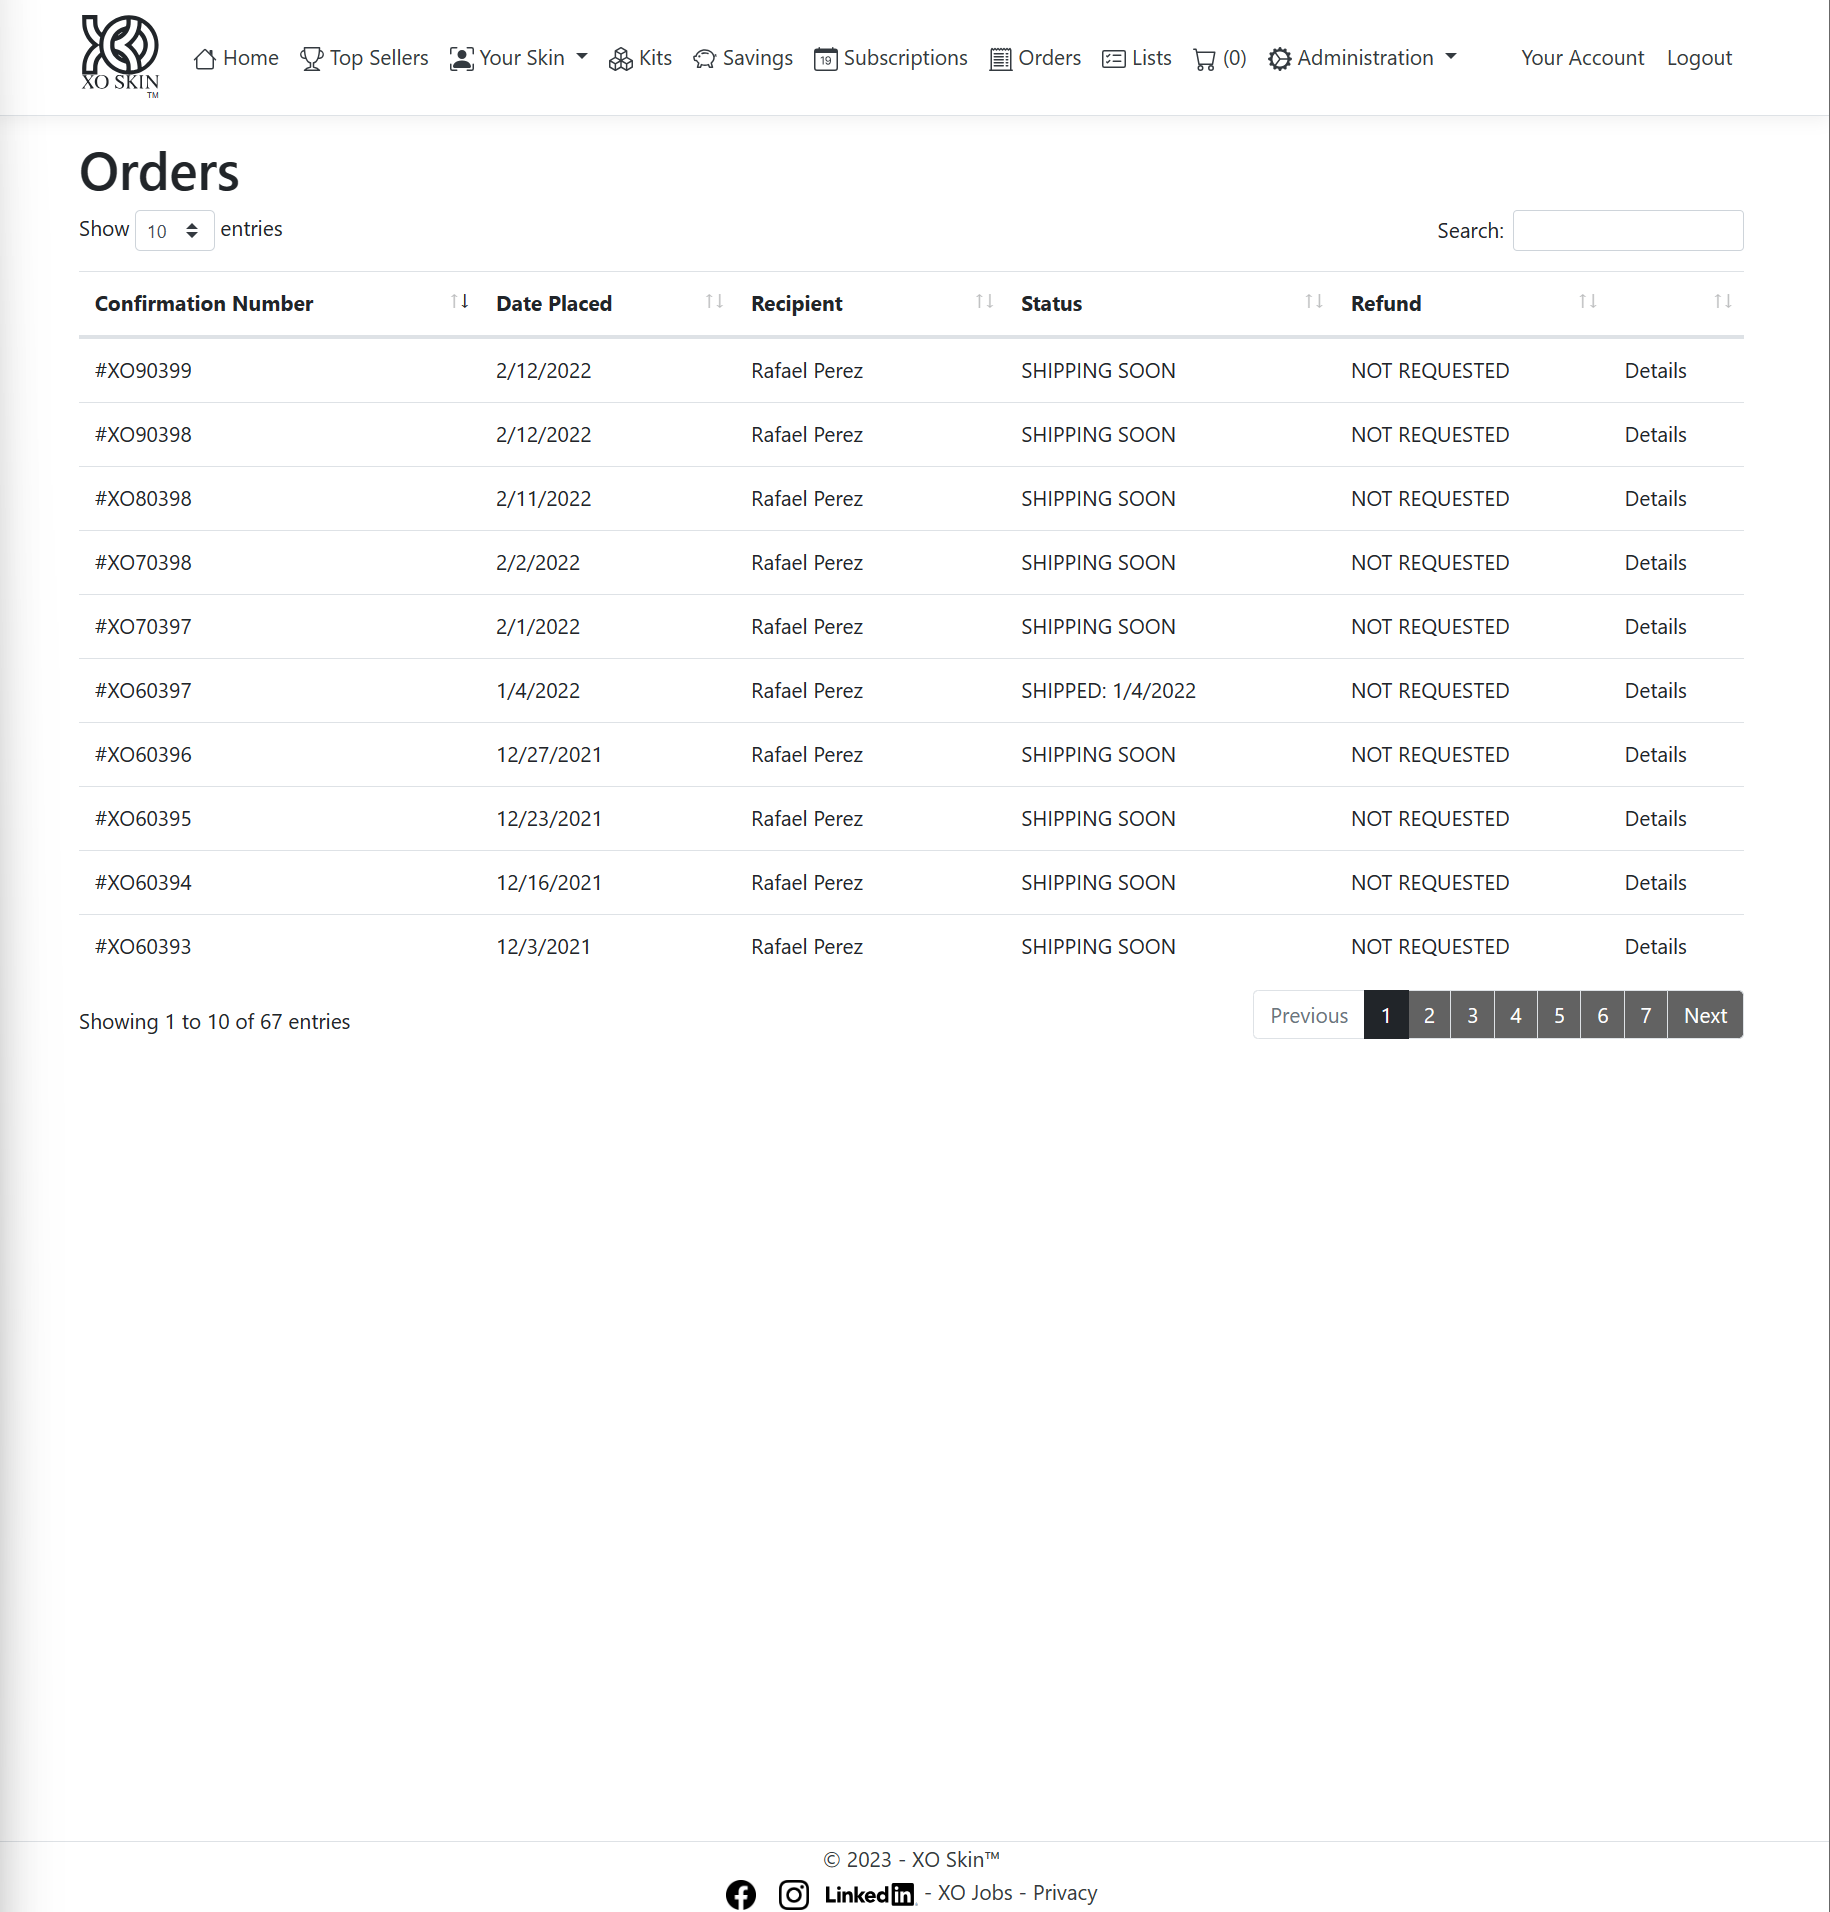 XO SKIN
TM
Home Top Sellers Your Skin Kits Savings 19 Subscriptions Orders Lists (0) Administration Your Account Logout
Orders
Show 10 entries Search:
Confirmation Number Date Placed Recipient Status Refund
#XO90399 2/12/2022 Rafael Perez SHIPPING SOON NOT REQUESTED Details
#XO90398 2/12/2022 Rafael Perez SHIPPING SOON NOT REQUESTED Details
#XO80398 2/11/2022 Rafael Perez SHIPPING SOON NOT REQUESTED Details
#XO70398 2/2/2022 Rafael Perez SHIPPING SOON NOT REQUESTED Details
#XO70397 2/1/2022 Rafael Perez SHIPPING SOON NOT REQUESTED Details
#XO60397 1/4/2022 Rafael Perez SHIPPED: 1/4/2022 NOT REQUESTED Details
#XO60396 12/27/2021 Rafael Perez SHIPPING SOON NOT REQUESTED Details
#XO60395 12/23/2021 Rafael Perez SHIPPING SOON NOT REQUESTED Details
#XO60394 12/16/2021 Rafael Perez SHIPPING SOON NOT REQUESTED Details
#XO60393 12/3/2021 Rafael Perez SHIPPING SOON NOT REQUESTED Details
Showing 1 to 10 of 67 entries Previous 1 2 3 4 5 6 7 Next
© 2023 - XO Skin™
LinkedIn - XO Jobs - Privacy